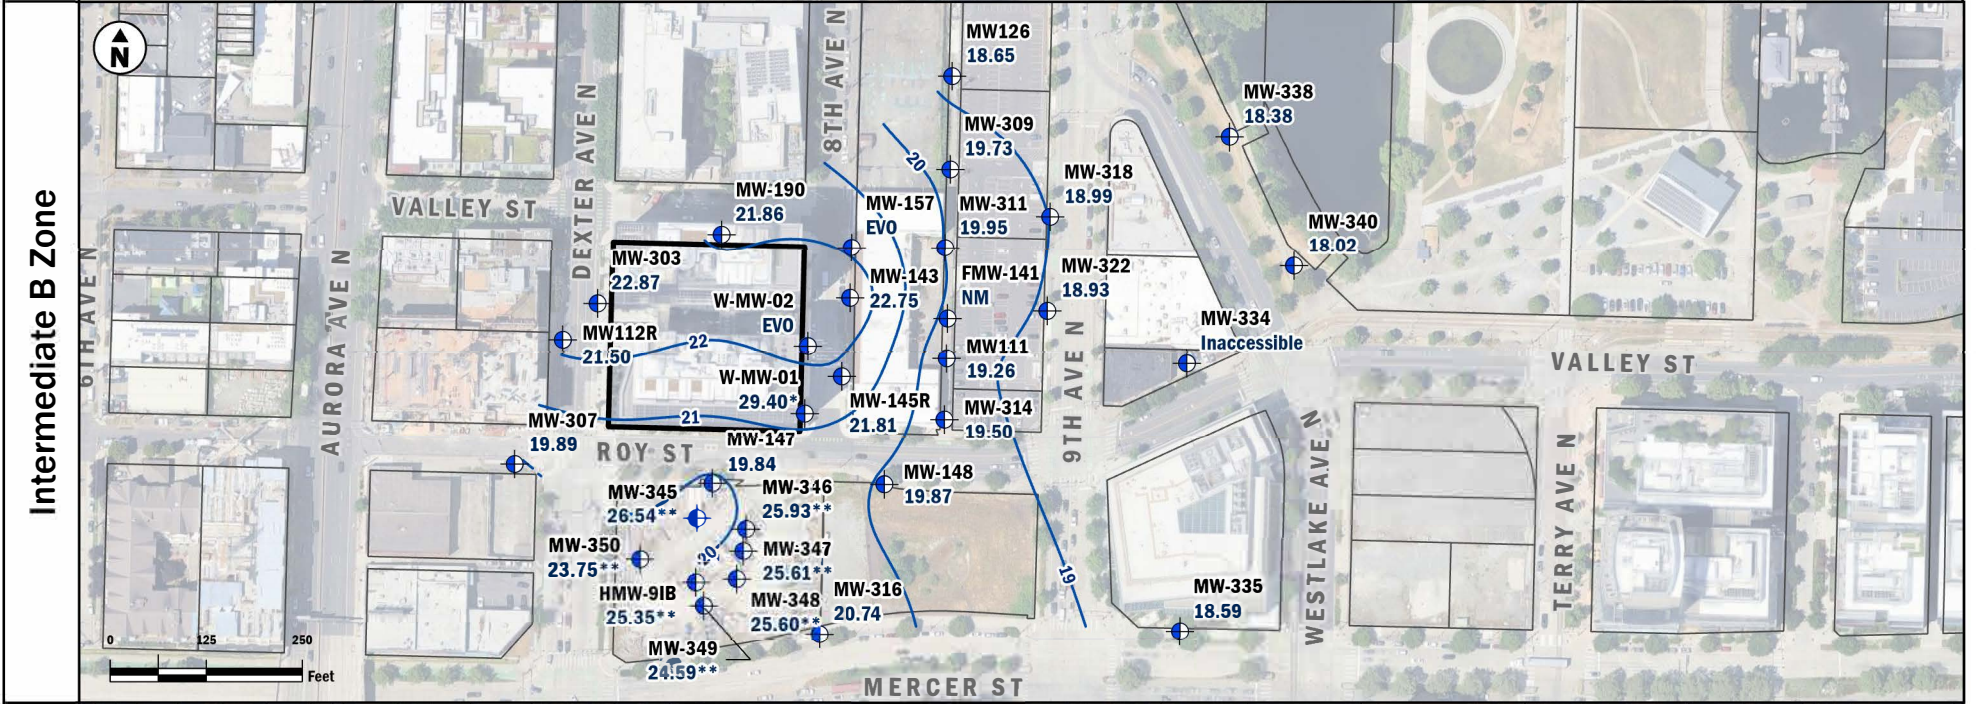 Intermediate B Zone
N
MW126
18.65
8TH AVE N
MW-338
18.38
DEXTER AVE N
MW-309
19.73
20
MW-318
18.99
MW-190
21.86
VALLEY ST
MW-157
EVO
MW-311
19.95
MW-340
18.02
6TH AVE N
AURORA AVE N
MW-303
22.87
MW-143
22.75
FMW-141
NM
MW-322
18.93
W-MW-02
EVO
MW-334
Inaccessible
MW112R
21.50
22
MW111
19.26
9TH AVE N
VALLEY ST
W-MW-01
29.40*
MW-145R
21.81
MW-314
19.50
MW-307
19.89
21
MW-147
19.84
ROY ST
WESTLAKE AVE N
TERRY AVE N
MW-148
19.87
MW-345
26.54**
MW-346
25.93**
MW-350
23.75**
20
MW-347
25.61**
19
HMW-9IB
25.35**
MW-348
25.60**
MW-316
20.74
MW-335
18.59
MW-349
24.59**
0 125 250
Feet
MERCER ST